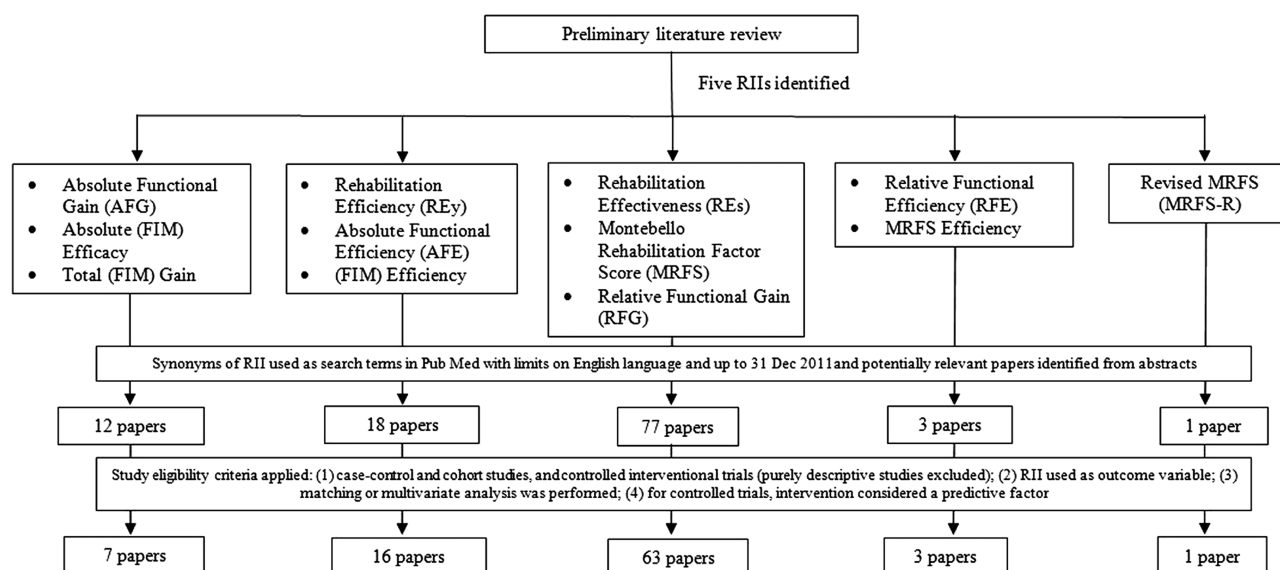 Preliminary literature review
Five RIIs identified
• Absolute Functional
Gain (AFG)
• Absolute (FIM)
Efficacy
• Total (FIM) Gain
• Rehabilitation
Efficiency (REy)
• Absolute Functional
Efficiency (AFE)
• (FIM) Efficiency
• Rehabilitation
Effectiveness (REs)
• Montebello
Rehabilitation Factor
Score (MRFS)
• Relative Functional Gain
(RFG)
• Relative Functional
Efficiency (RFE)
• MRFS Efficiency
Revised MRFS
(MRFS-R)
Synonyms of RII used as search terms in Pub Med with limits on English language and up to 31 Dec 2011 and potentially relevant papers identified from abstracts
12 papers
18 papers
77 papers
3 papers
1 paper
Study eligibility criteria applied: (1) case-control and cohort studies, and controlled interventional trials (purely descriptive studies excluded); (2) RII used as outcome variable; (3)
matching or multivariate analysis was performed; (4) for controlled trials, intervention considered a predictive factor
7 papers
16 papers
63 papers
3 papers
1 paper